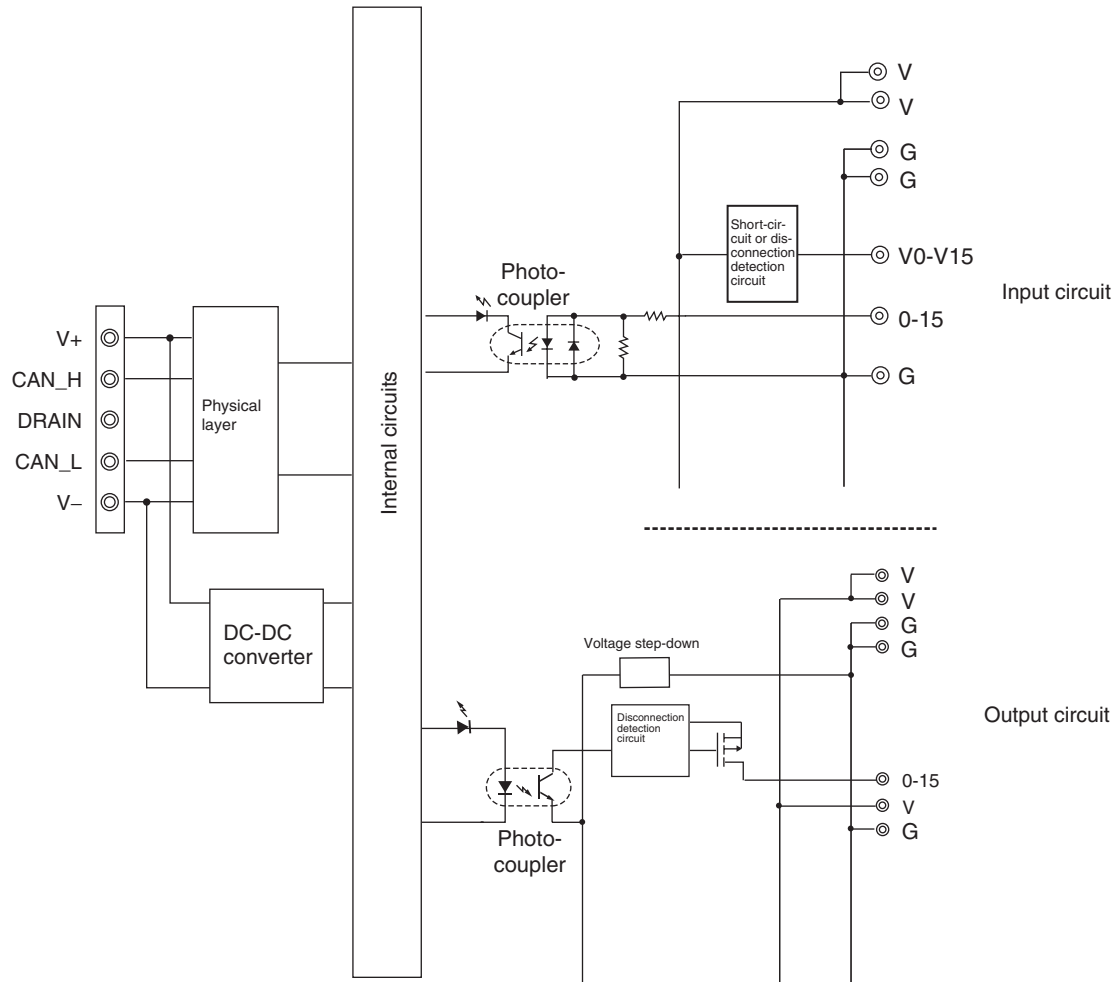 V+
CAN_H
DRAIN
CAN_L
V–
Physical
layer
DC-DC
converter
Internal circuits
Photo-
coupler
V
V
G
G
Short-cir-
cuit or dis-
connection
detection
circuit
V0-V15
0-15
G
Input circuit
Voltage step-down
Disconnection
detection
circuit
Photo-
coupler
V
V
G
G
0-15
V
G
Output circuit